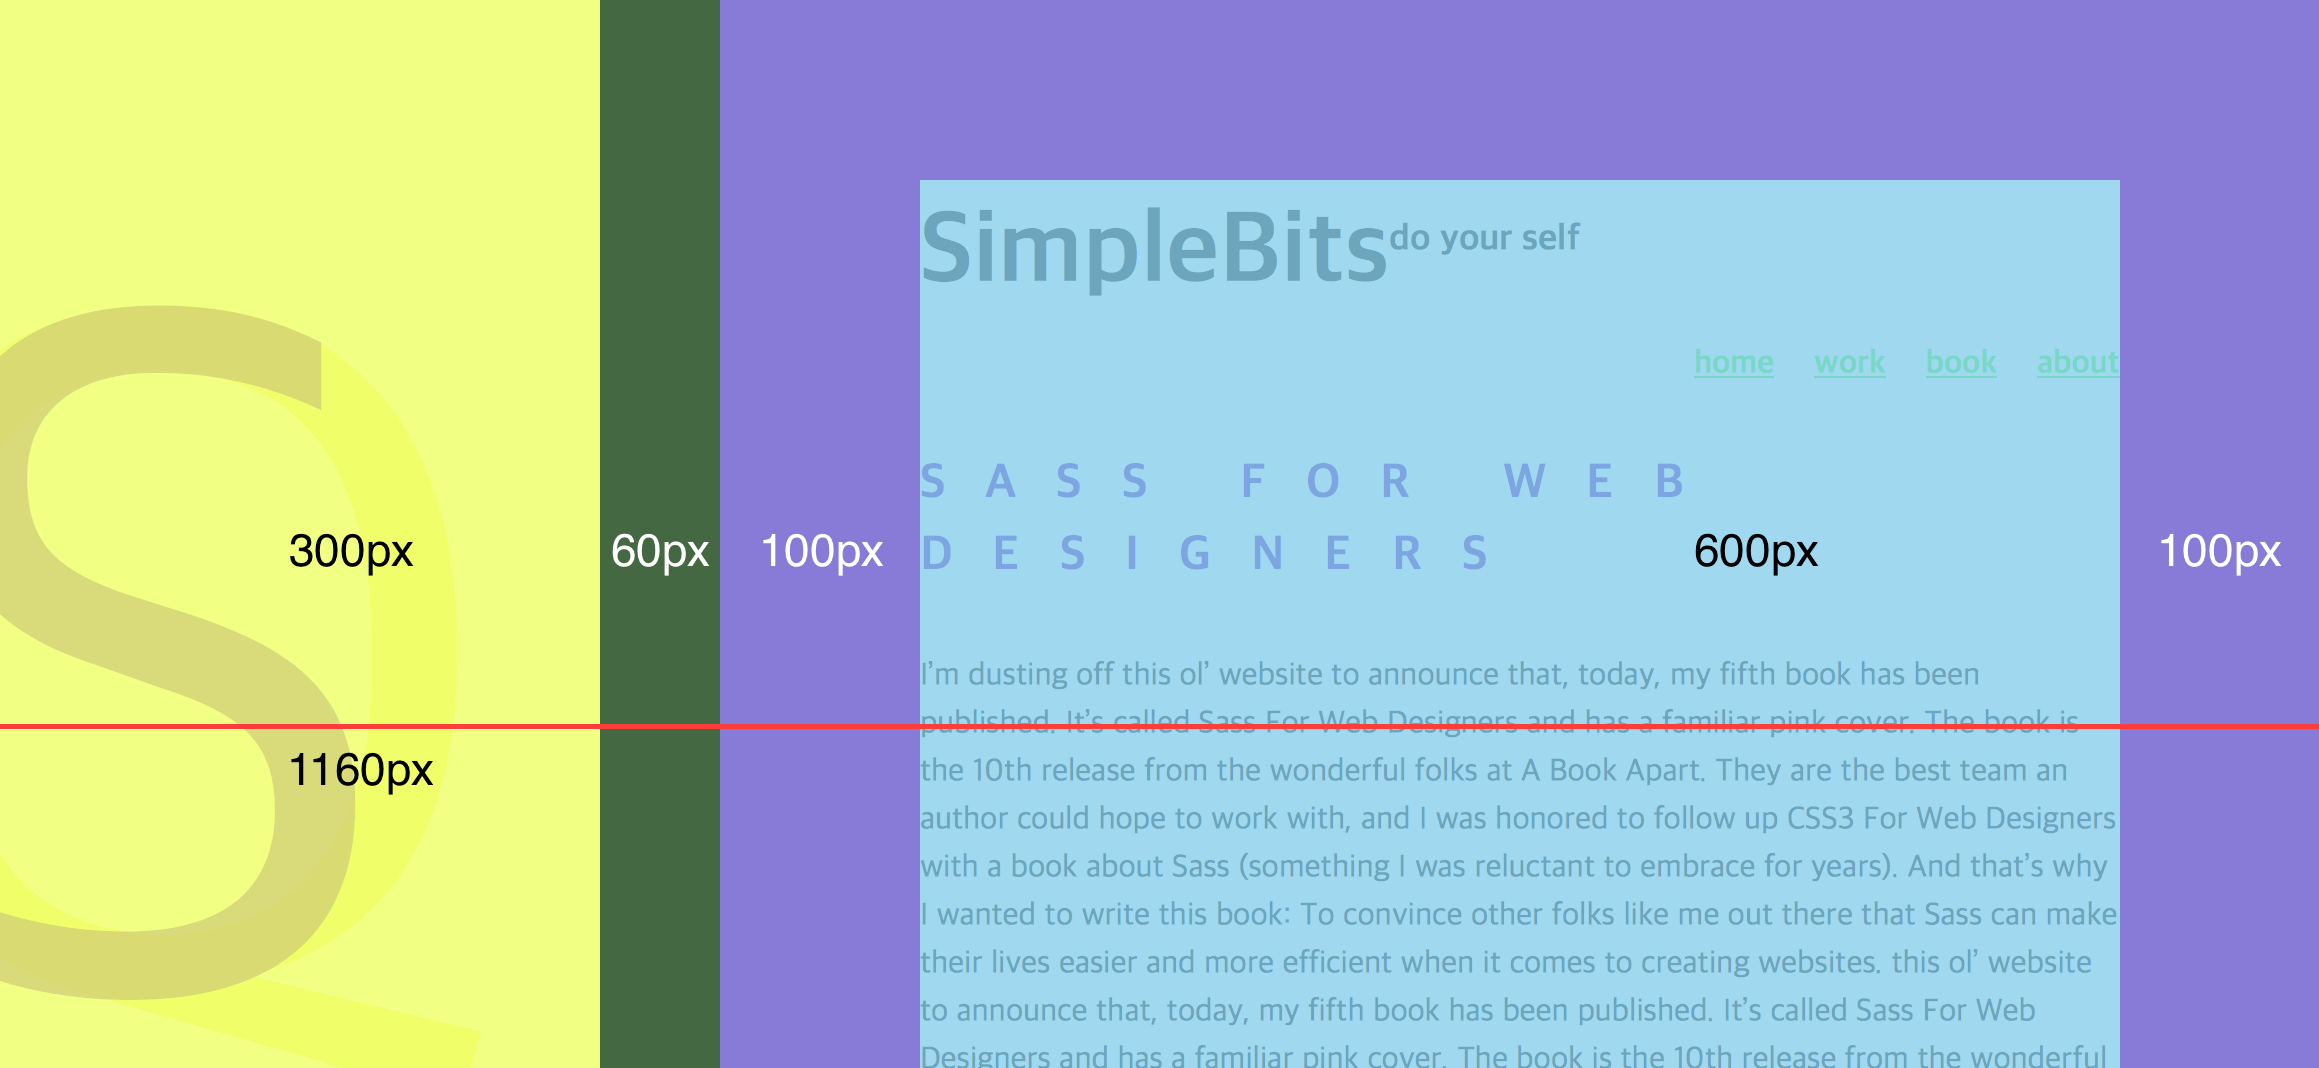 SimpleBits do your self
home work book about
SASS FOR WEB
DESIGNERS
300px 60px 100px 600px 100px
I’m dusting off this ol’ website to announce that, today, my fifth book has been
published. It’s called Sass For Web Designers and has a familiar pink cover. The book is
1160px
the 10th release from the wonderful folks at A Book Apart. They are the best team an
author could hope to work with, and I was honored to follow up CSS3 For Web Designers
with a book about Sass (something I was reluctant to embrace for years). And that’s why
I wanted to write this book: To convince other folks like me out there that Sass can make
their lives easier and more efficient when it comes to creating websites. this ol’ website
to announce that, today, my fifth book has been published. It’s called Sass For Web
Designers and has a familiar pink cover. The book is the 10th release from the wonderful